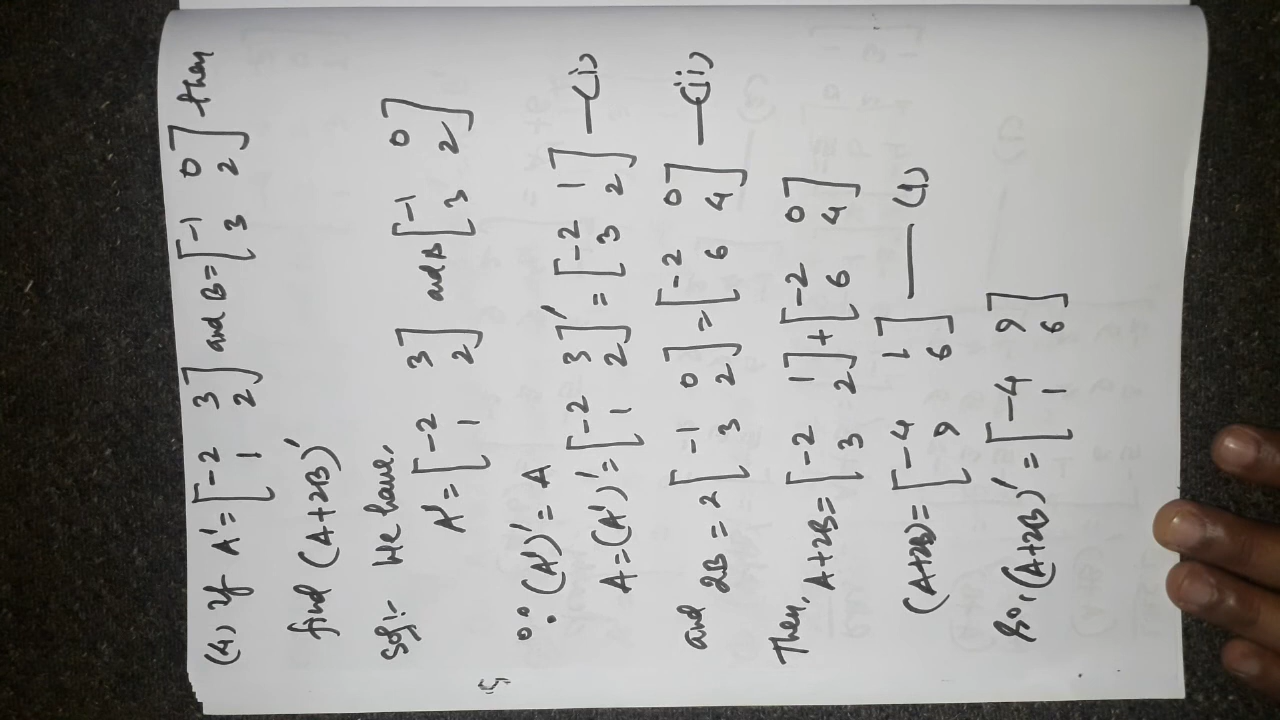 (4) If A' = [-2 3] and B = [-1 0] then
[1 2] [3 2]
find (A+2B)'
Sol:- We have,
A' = [-2 3] and B [-1 0]
[1 2] [3 2]
∵ (A')' = A
A = (A')' = [-2 3]' = [-2 1] —(i)
[1 2] [3 2]
and 2B = 2 [-1 0] = [-2 0] —(ii)
[3 2] [6 4]
Then, A+2B = [-2 1] + [-2 0]
[3 2] [6 4]
(A+2B) = [-4 1] —(1)
[9 6]
So, (A+2B)' = [-4 9]
[1 6]